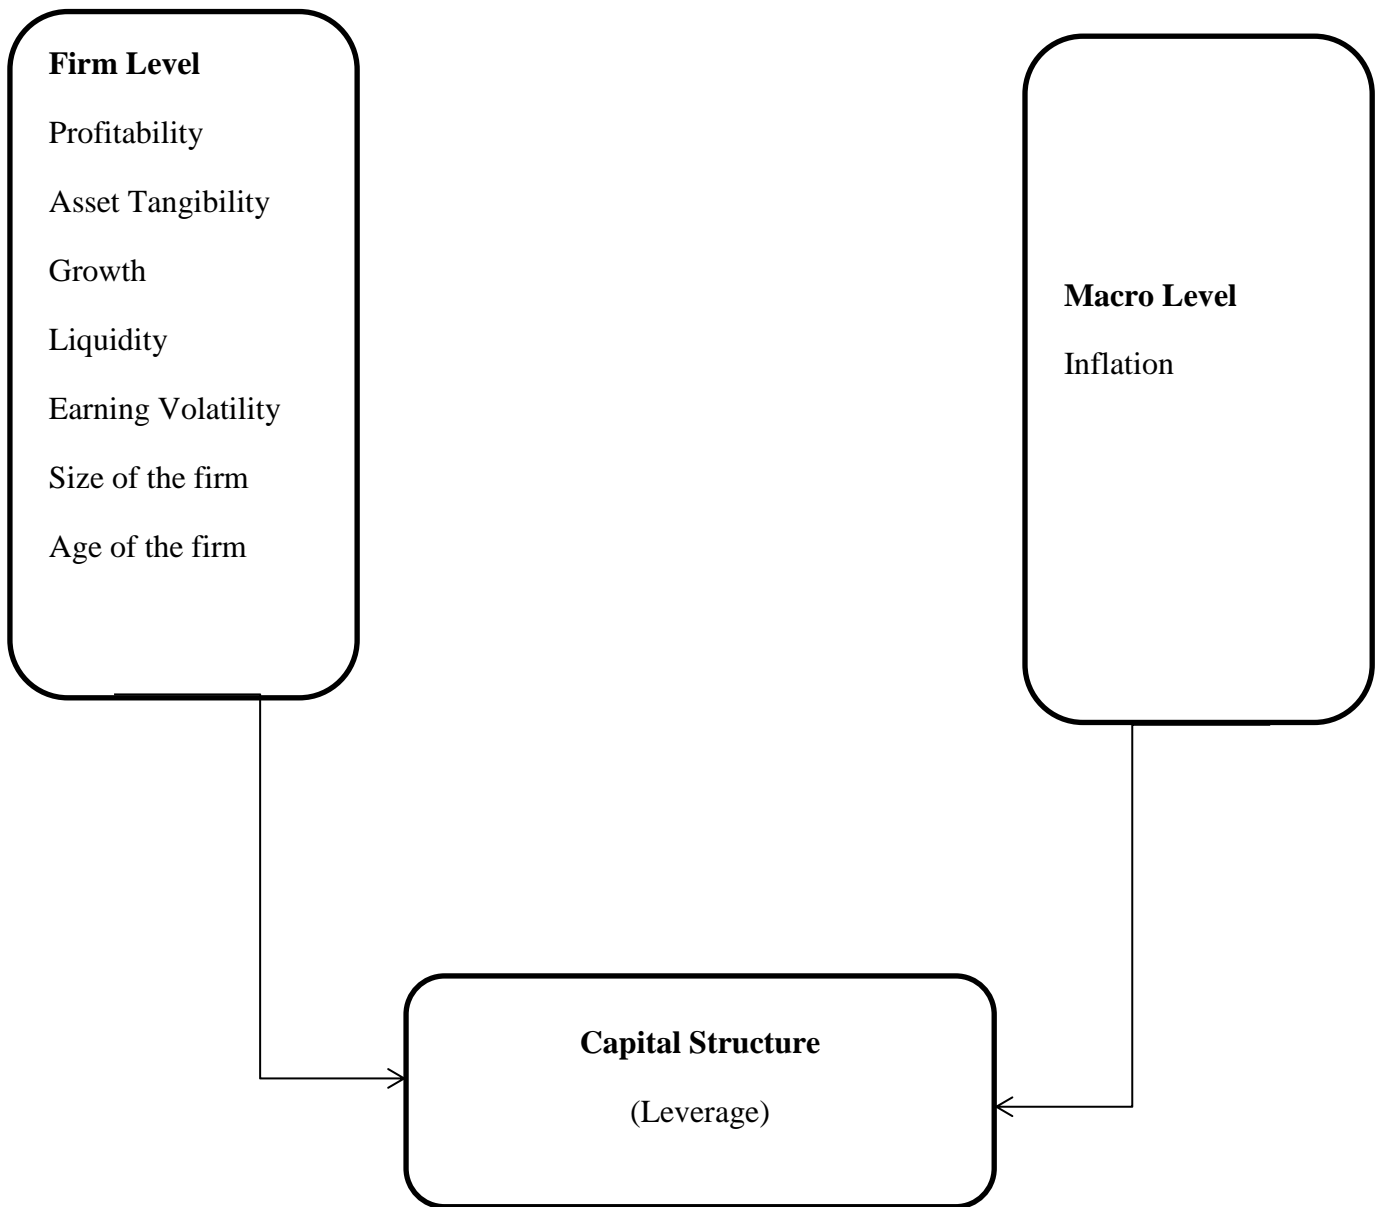 Firm Level
Profitability
Asset Tangibility
Growth
Liquidity
Earning Volatility
Size of the firm
Age of the firm
Macro Level
Inflation
Capital Structure
(Leverage)